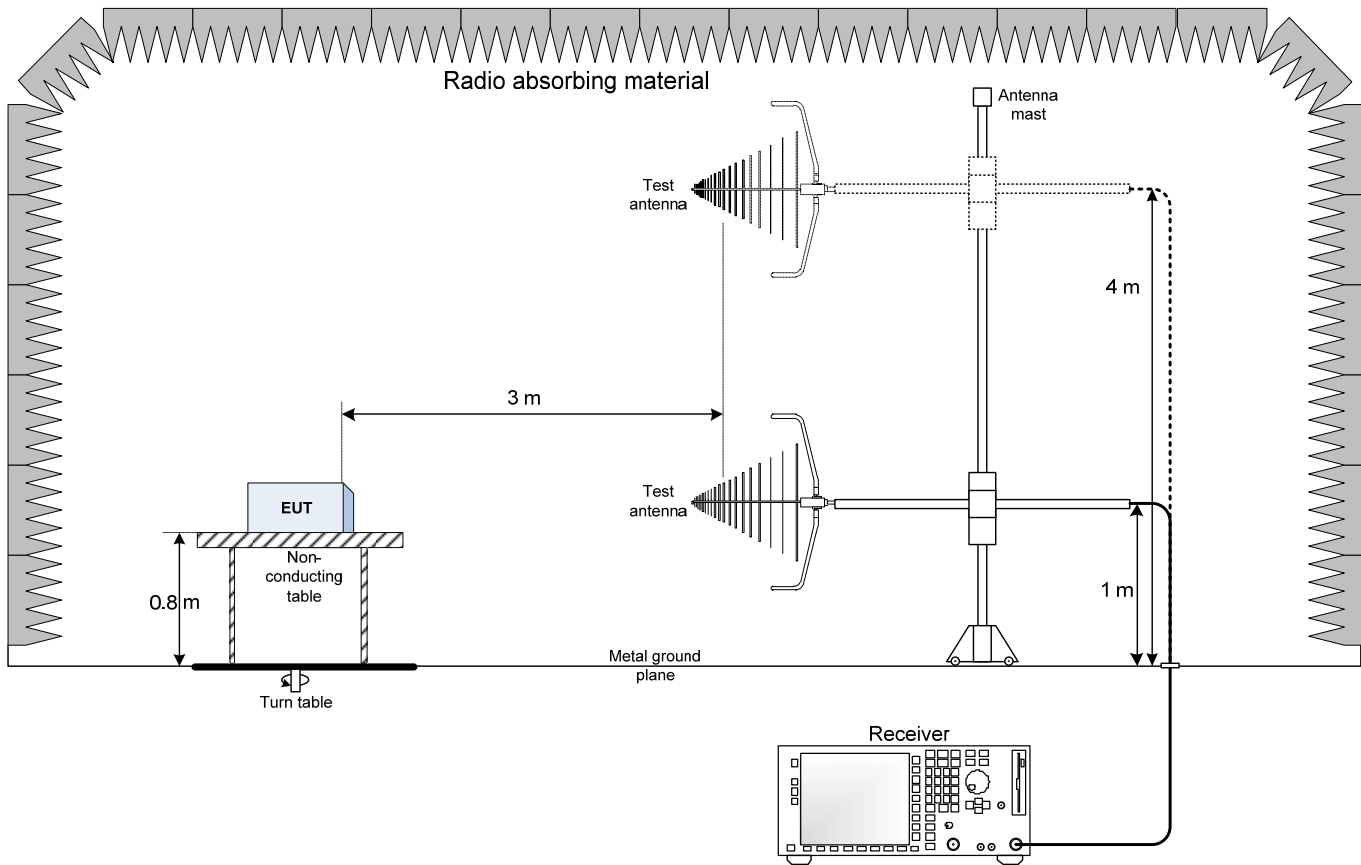 Radio absorbing material
Antenna
mast
Test
antenna
4 m
3 m
Test
antenna
EUT
Non-
conducting
table
0.8 m
1 m
Metal ground
plane
Turn table
Receiver